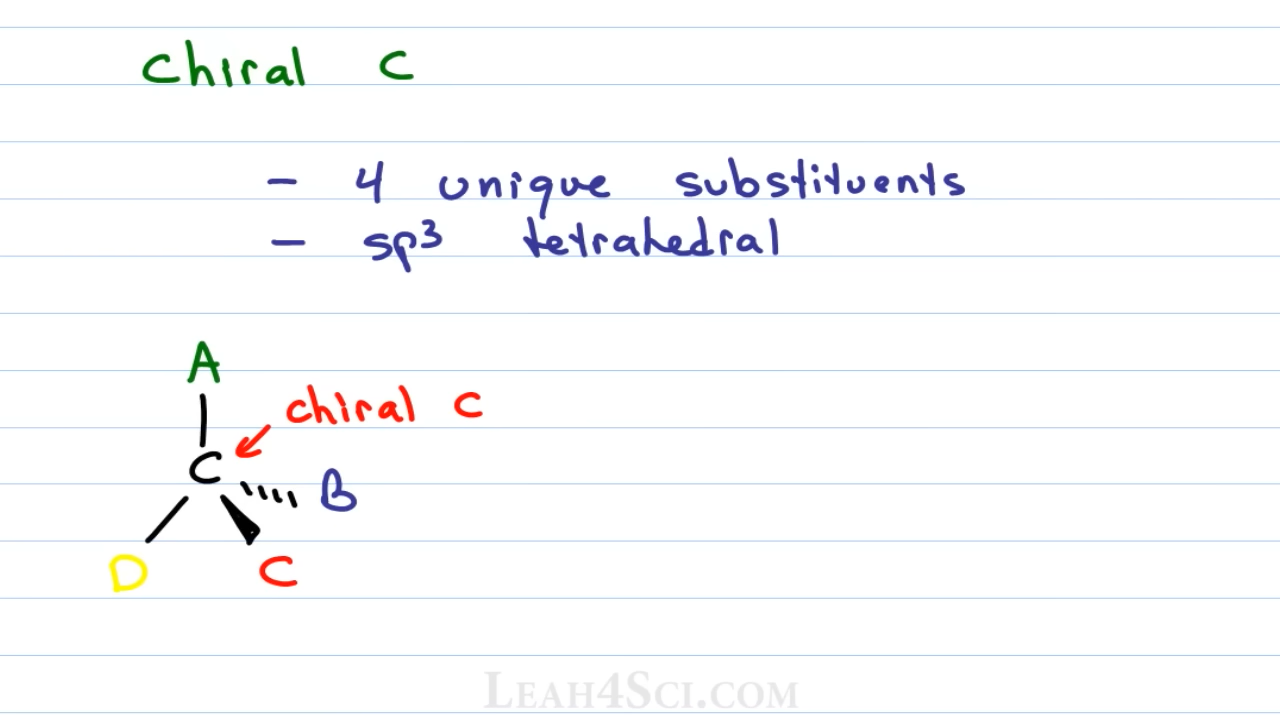 Chiral C
- 4 unique substituents
- sp³ tetrahedral
A
chiral C
C
B
D
C
LEAH4SCI.COM